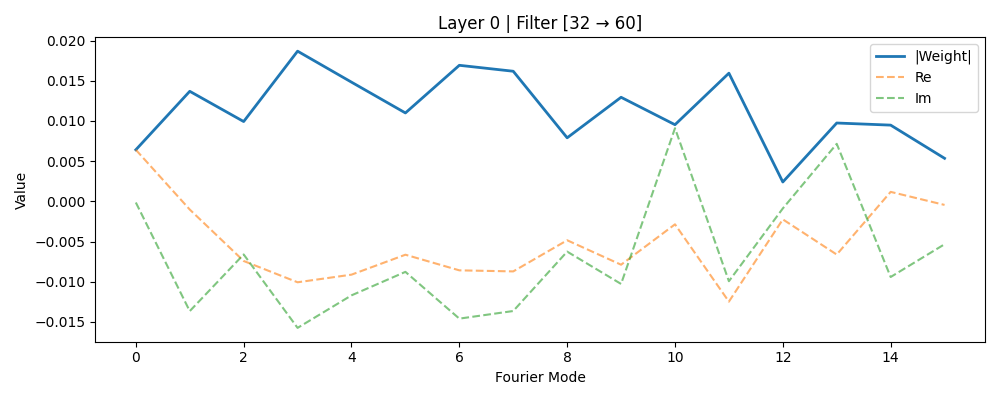 Layer 0 | Filter [32 → 60]
0.020
0.015
0.010
0.005
0.000
−0.005
−0.010
−0.015
Value
|Weight|
Re
Im
0 2 4 6 8 10 12 14
Fourier Mode